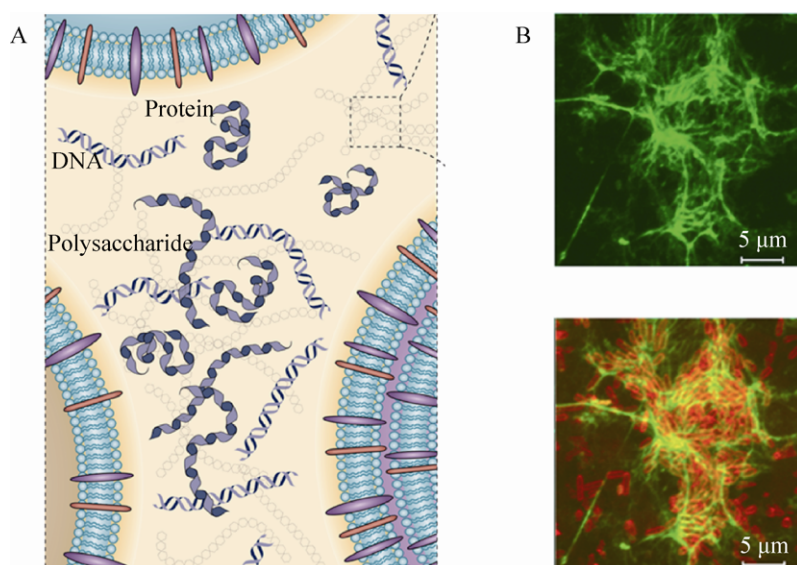 A
B
Protein
DNA
Polysaccharide
5 μm
5 μm